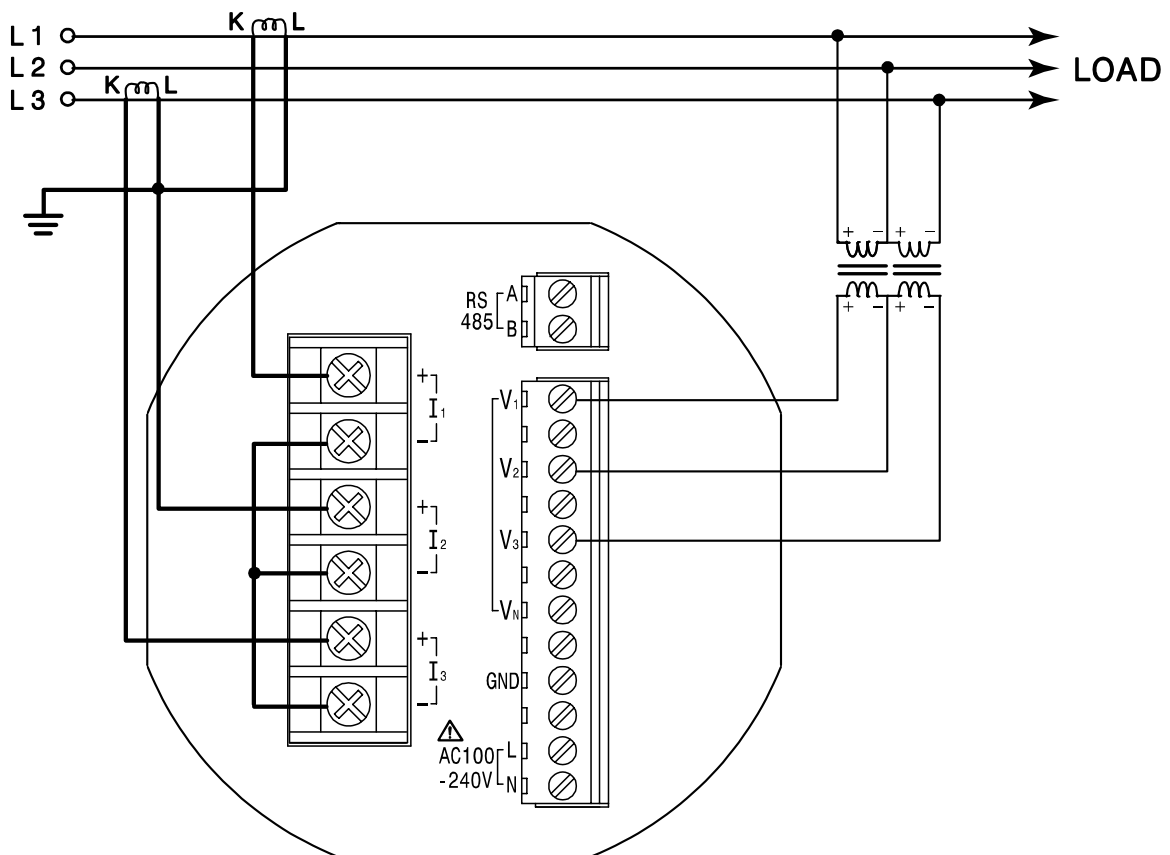 K L
L1
L2
K L
L3
LOAD
+ − + −
+ − + −
RS
485
A
B
+
I1
−
+
I2
−
+
I3
−
V1
V2
V3
VN
GND
AC100
-240V
L
N